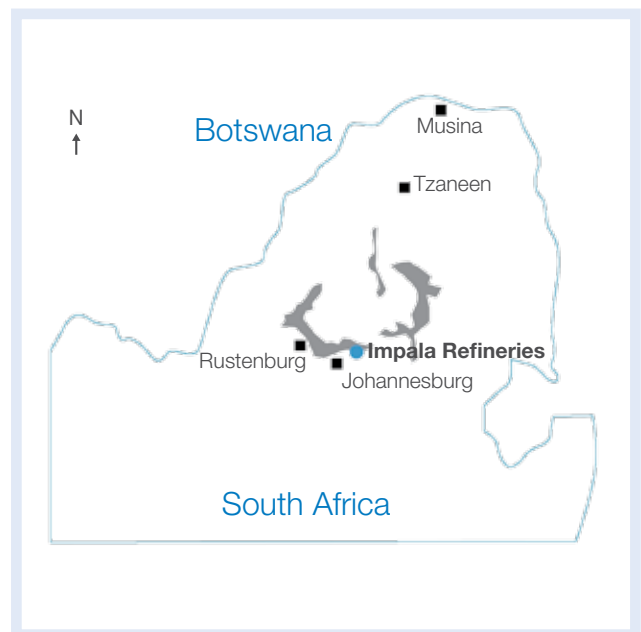 N
Botswana
Musina
Tzaneen
Impala Refineries
Rustenburg
Johannesburg
South Africa